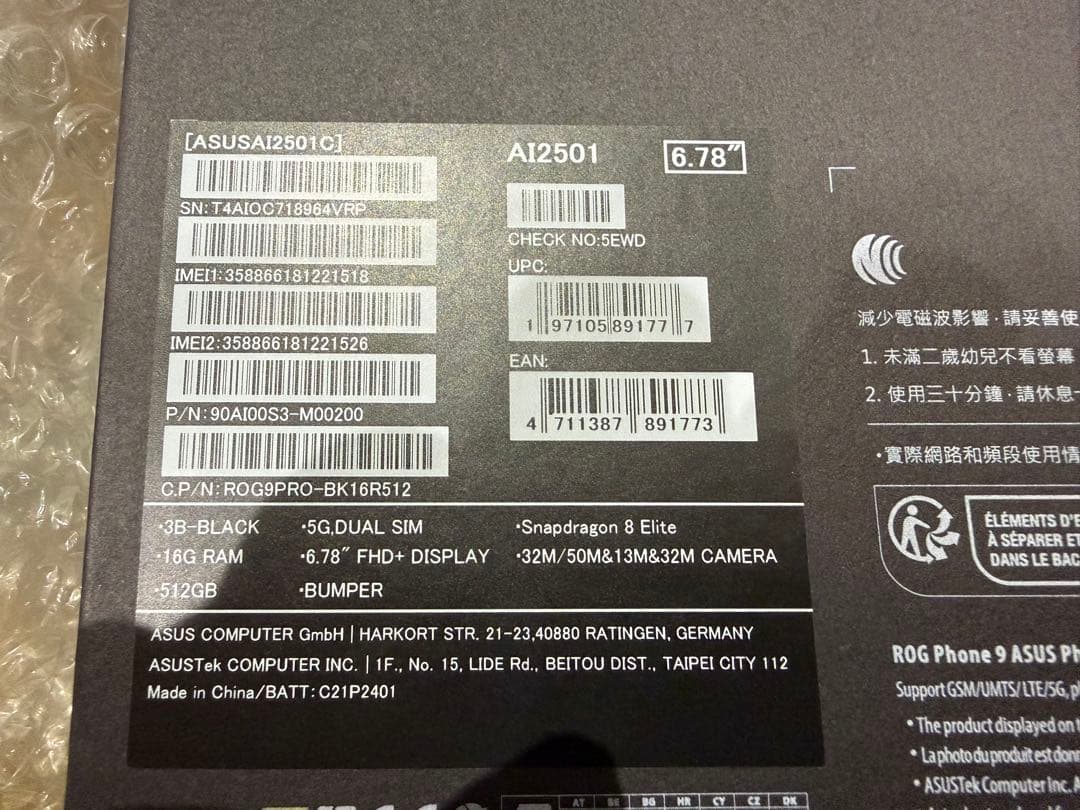 [ASUSAI2501C]
SN: T4AIOC718964VRP
IMEI1: 358866181221518
IMEI2: 358866181221526
P/N: 90AI00S3-M00200
C.P/N: ROG9PRO-BK16R512
AI2501
6.78″
CHECK NO:5EWD
UPC:
1 97105 89177 7
EAN:
4 711387 891773
·3B-BLACK ·5G,DUAL SIM ·Snapdragon 8 Elite
·16G RAM ·6.78″ FHD+ DISPLAY ·32M/50M&13M&32M CAMERA
·512GB ·BUMPER
ASUS COMPUTER GmbH | HARKORT STR. 21-23,40880 RATINGEN, GERMANY
ASUSTek COMPUTER INC. | 1F., No. 15, LIDE Rd., BEITOU DIST., TAIPEI CITY 112
Made in China/BATT: C21P2401
減少電磁波影響·請妥善使
1. 未滿二歲幼兒不看螢幕
2. 使用三十分鐘·請休息
·實際網路和頻段使用情
ÉLÉMENTS D'E
À SÉPARER ET
DANS LE BAC
ROG Phone 9 ASUS Ph
Support GSM/UMTS/LTE/5G, pl
• The product displayed on t
• La photo du produit est donn
• ASUSTek Computer Inc. A
AT BE BG HR CY CZ DK